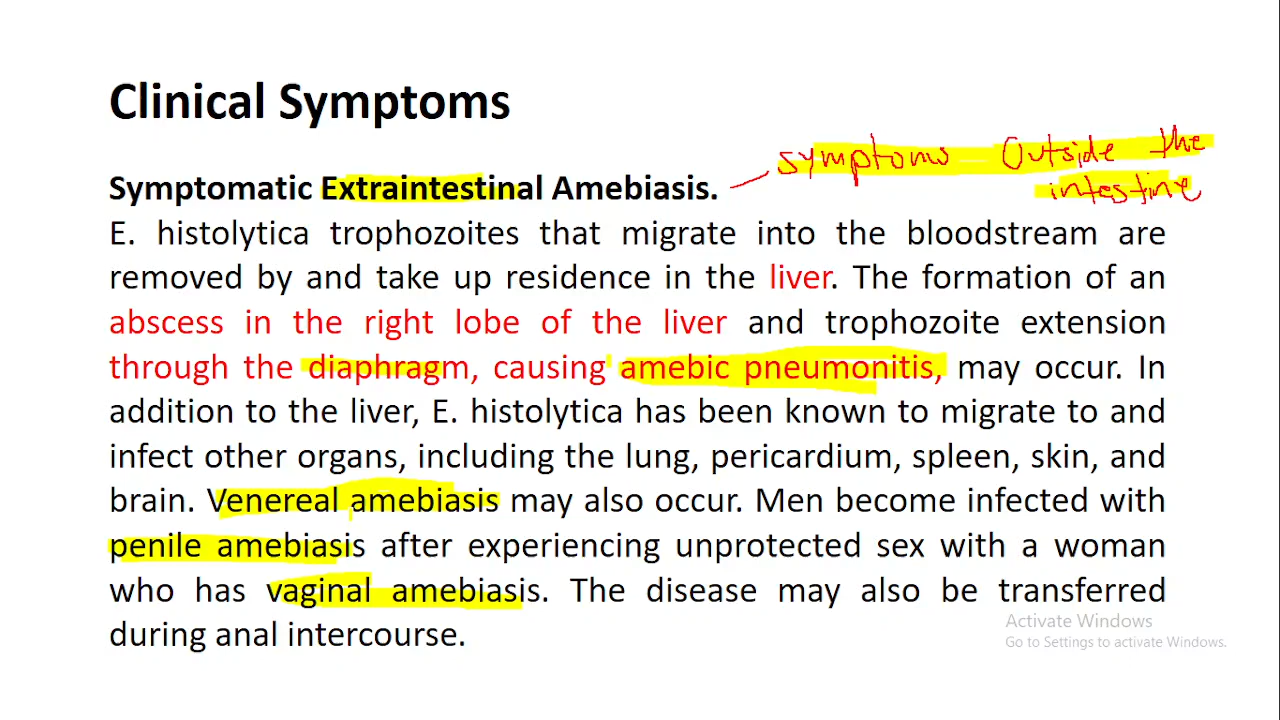 Clinical Symptoms
symptoms Outside the
intestine
Symptomatic Extraintestinal Amebiasis.
E. histolytica trophozoites that migrate into the bloodstream are
removed by and take up residence in the liver. The formation of an
abscess in the right lobe of the liver and trophozoite extension
through the diaphragm, causing amebic pneumonitis, may occur. In
addition to the liver, E. histolytica has been known to migrate to and
infect other organs, including the lung, pericardium, spleen, skin, and
brain. Venereal amebiasis may also occur. Men become infected with
penile amebiasis after experiencing unprotected sex with a woman
who has vaginal amebiasis. The disease may also be transferred
during anal intercourse.
Activate Windows
Go to Settings to activate Windows.